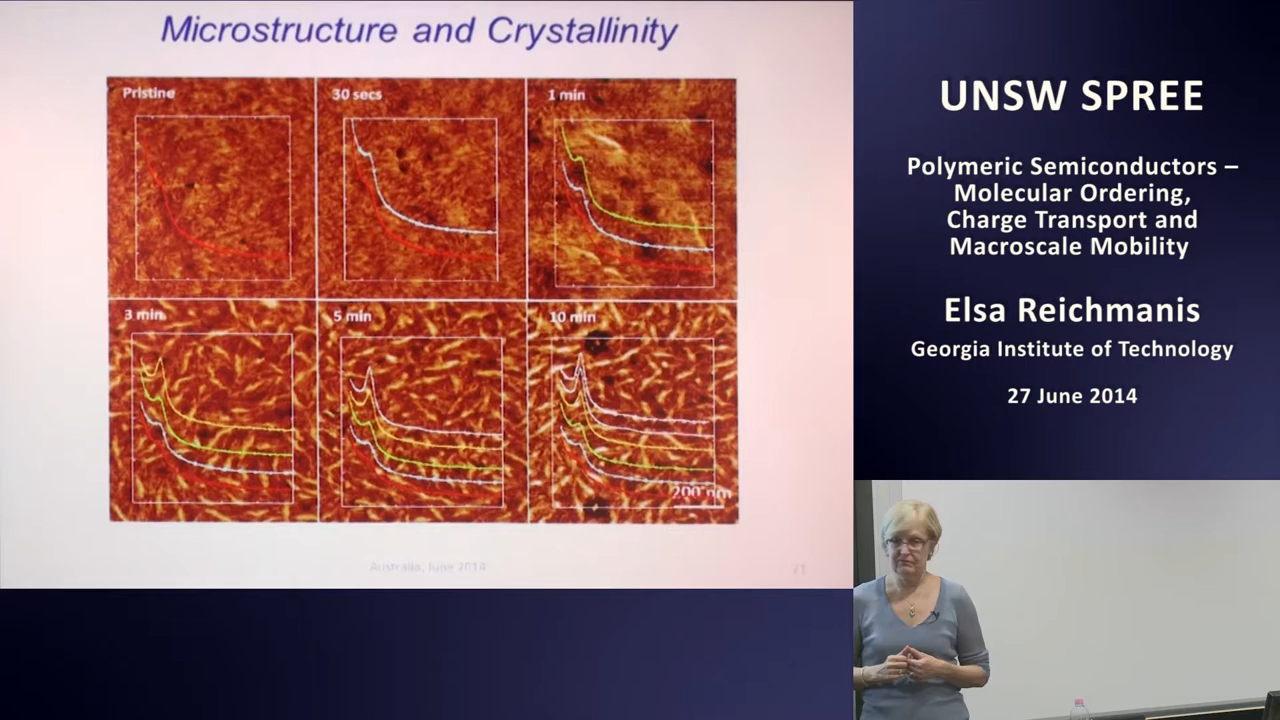 Microstructure and Crystallinity
Pristine
30 secs
1 min
3 min
5 min
10 min
200 nm
Australia, June 2014
UNSW SPREE
Polymeric Semiconductors –
Molecular Ordering,
Charge Transport and
Macroscale Mobility
Elsa Reichmanis
Georgia Institute of Technology
27 June 2014